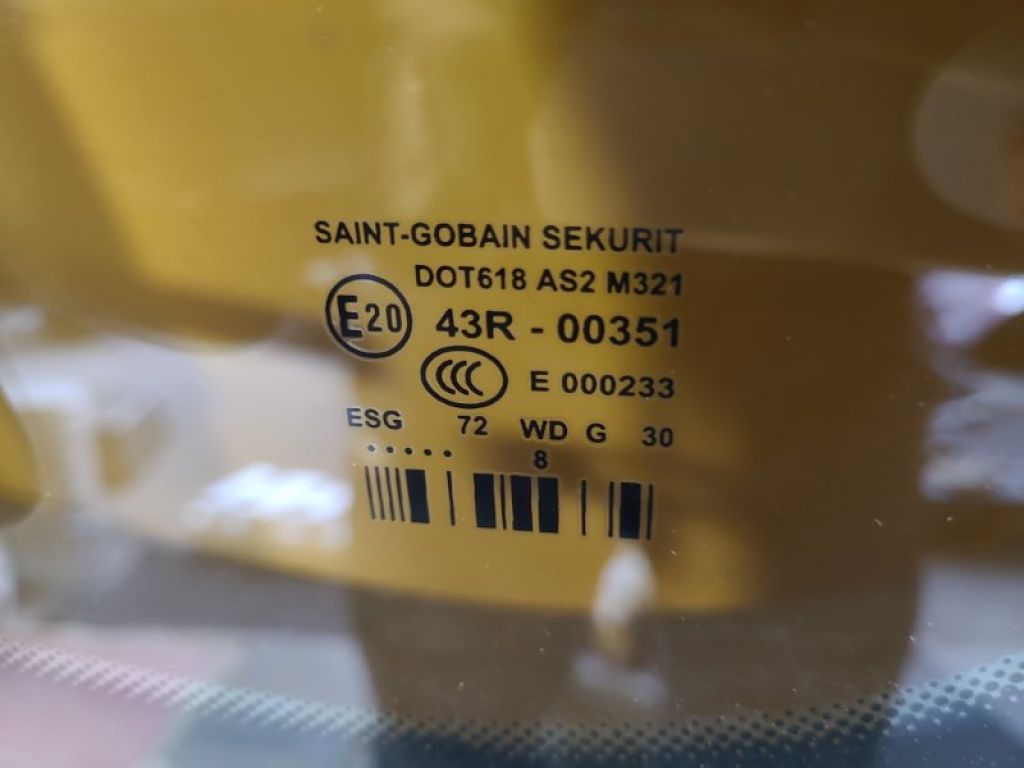 SAINT-GOBAIN SEKURIT
DOT618 AS2 M321
E20 43R - 00351
CCC E 000233
ESG 72 WD G 30
..... 8